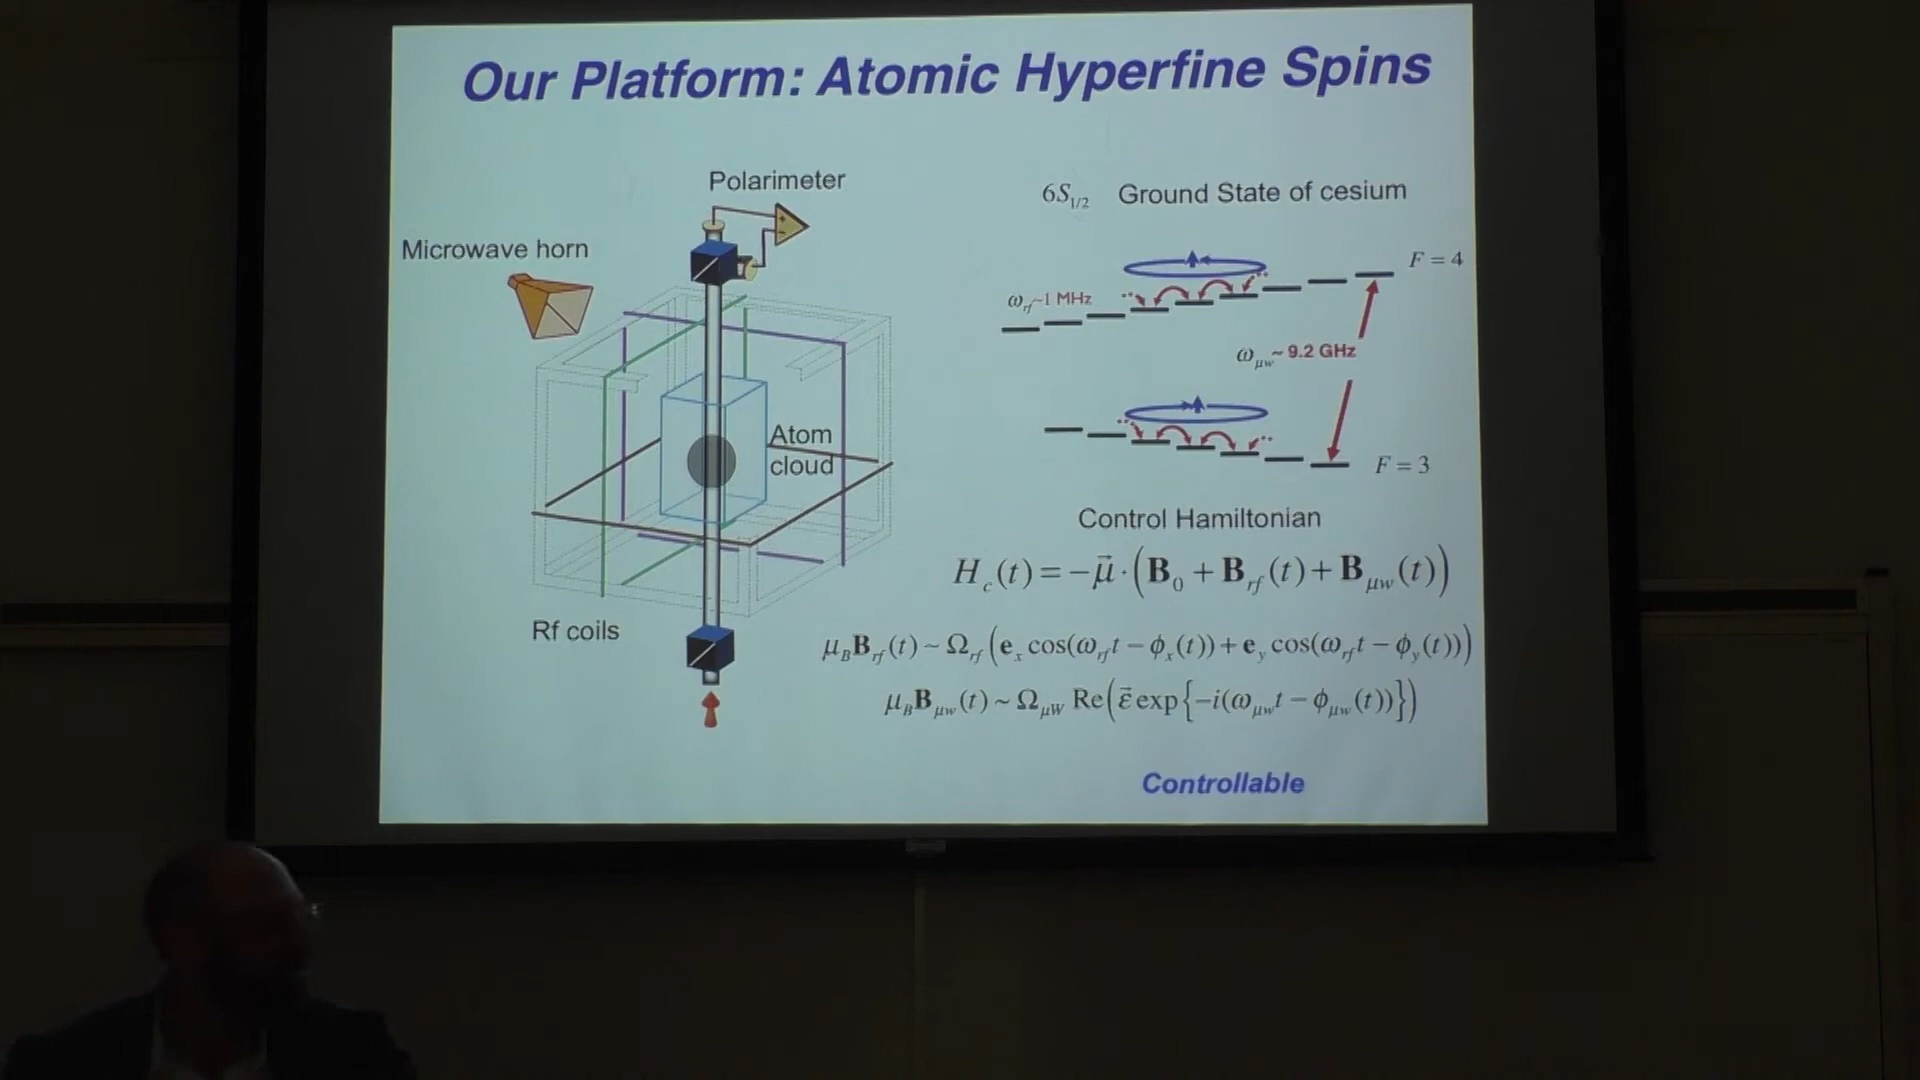 Our Platform: Atomic Hyperfine Spins
Polarimeter
Microwave horn
Atom
cloud
Rf coils
6S₁/₂ Ground State of cesium
F = 4
ω_rf ~1 MHz
ω_μw ~ 9.2 GHz
F = 3
Control Hamiltonian
H_c(t) = −μ⃗ · (B₀ + B_rf(t) + B_μw(t))
μ_B B_rf(t) ~ Ω_rf (e_x cos(ω_rf t − ϕ_x(t)) + e_y cos(ω_rf t − ϕ_y(t)))
μ_B B_μw(t) ~ Ω_μW Re(ε⃗ exp{−i(ω_μw t − ϕ_μw(t))})
Controllable